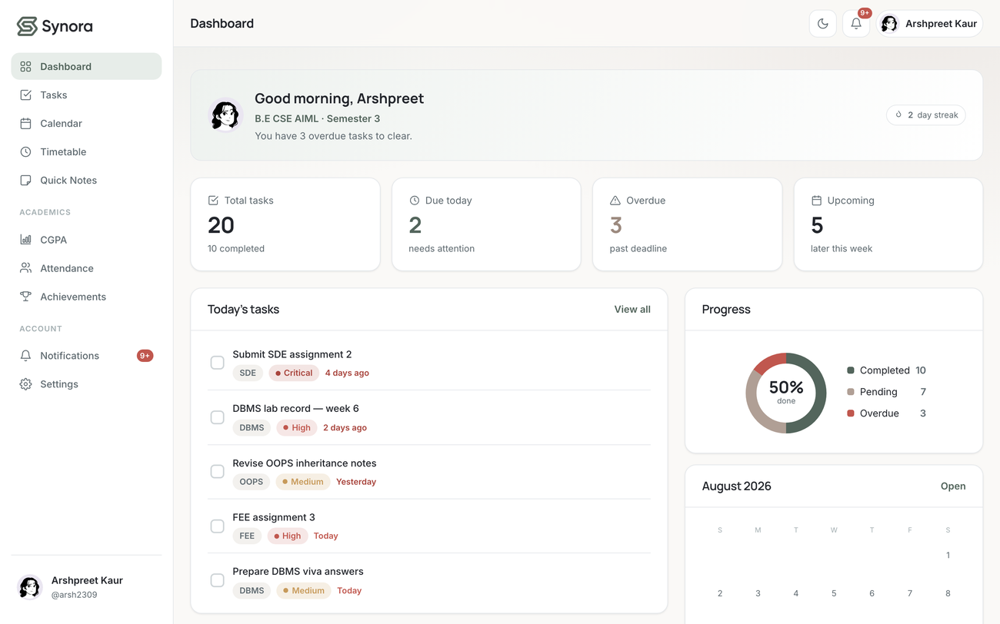 Synora
Dashboard
Tasks
Calendar
Timetable
Quick Notes
ACADEMICS
CGPA
Attendance
Achievements
ACCOUNT
Notifications 9+
Settings
Arshpreet Kaur
@arsh2309
Dashboard
9+
Arshpreet Kaur
Good morning, Arshpreet
B.E CSE AIML · Semester 3
You have 3 overdue tasks to clear.
2 day streak
Total tasks
20
10 completed
Due today
2
needs attention
Overdue
3
past deadline
Upcoming
5
later this week
Today's tasks View all
Submit SDE assignment 2
SDE Critical 4 days ago
DBMS lab record — week 6
DBMS High 2 days ago
Revise OOPS inheritance notes
OOPS Medium Yesterday
FEE assignment 3
FEE High Today
Prepare DBMS viva answers
DBMS Medium Today
Progress
50%
done
Completed 10
Pending 7
Overdue 3
August 2026 Open
S M T W T F S
1
2 3 4 5 6 7 8